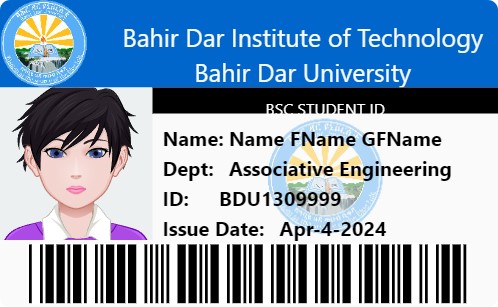 Bahir Dar Institute of Technology
Bahir Dar University
BSC STUDENT ID
Name: Name FName GFName
Dept: Associative Engineering
ID: BDU1309999
Issue Date: Apr-4-2024